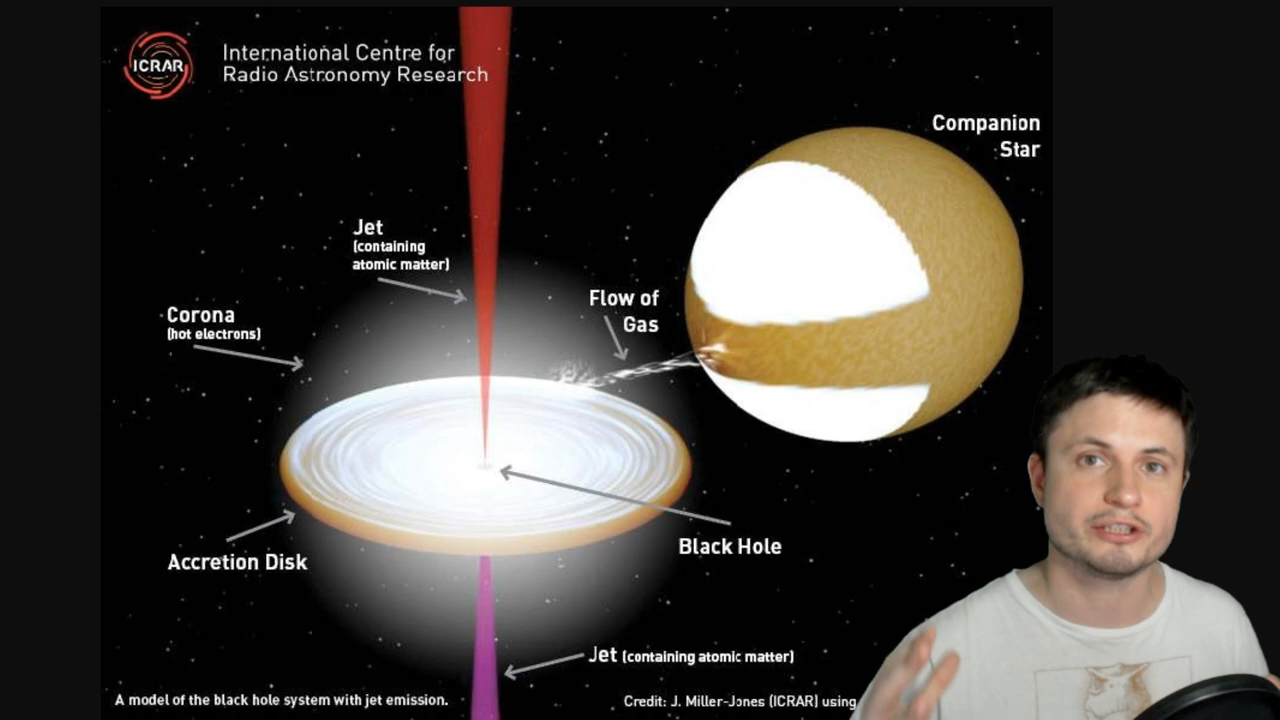 ICRAR
International Centre for
Radio Astronomy Research
Companion
Star
Jet
(containing
atomic matter)
Flow of
Gas
Corona
(hot electrons)
Black Hole
Accretion Disk
Jet (containing atomic matter)
A model of the black hole system with jet emission.
Credit: J. Miller-Jones (ICRAR) using